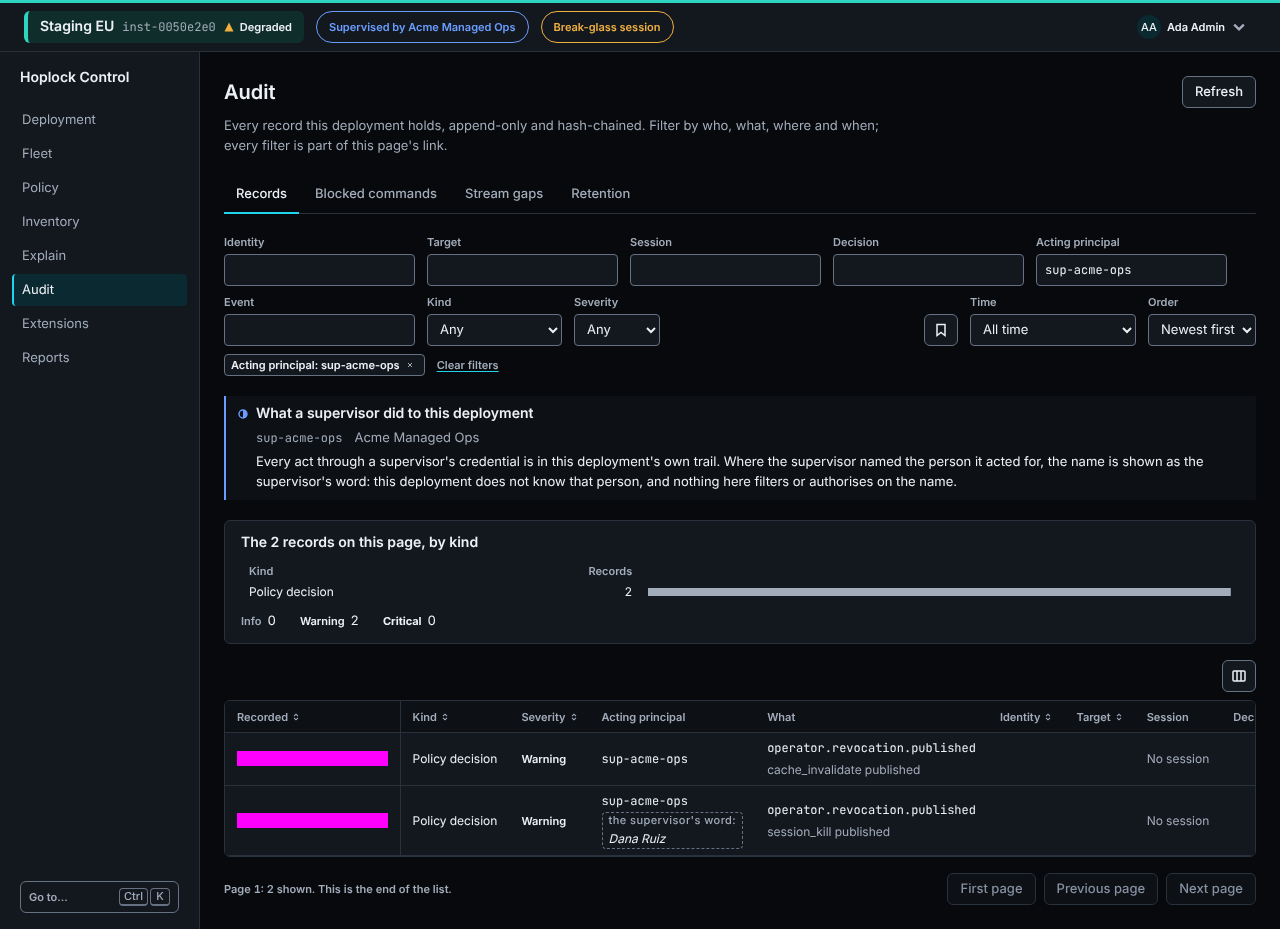 Staging EU inst-0050e2e0 Degraded Supervised by Acme Managed Ops Break-glass session AA Ada Admin
Hoplock Control
Deployment
Fleet
Policy
Inventory
Explain
Audit
Extensions
Reports
Go to... Ctrl K
Audit
Refresh
Every record this deployment holds, append-only and hash-chained. Filter by who, what, where and when;
every filter is part of this page's link.
Records Blocked commands Stream gaps Retention
Identity Target Session Decision Acting principal
sup-acme-ops
Event Kind Severity Time Order
Any Any All time Newest first
Acting principal: sup-acme-ops × Clear filters
What a supervisor did to this deployment
sup-acme-ops Acme Managed Ops
Every act through a supervisor's credential is in this deployment's own trail. Where the supervisor named the person it acted for, the name is shown as the
supervisor's word: this deployment does not know that person, and nothing here filters or authorises on the name.
The 2 records on this page, by kind
Kind Records
Policy decision 2
Info 0 Warning 2 Critical 0
Recorded Kind Severity Acting principal What Identity Target Session Dec
Policy decision Warning sup-acme-ops operator.revocation.published No session
cache_invalidate published
Policy decision Warning sup-acme-ops operator.revocation.published No session
the supervisor's word: session_kill published
Dana Ruiz
Page 1: 2 shown. This is the end of the list. First page Previous page Next page